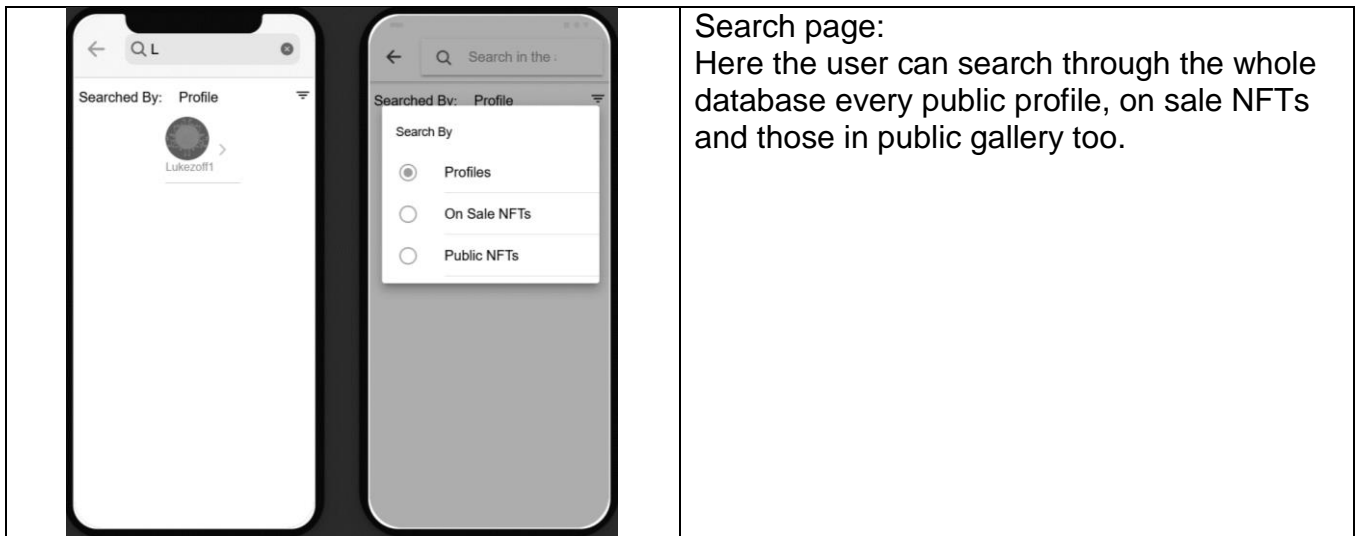 L
Searched By: Profile
Lukezoff1
Search in the
Searched By: Profile
Search By
Profiles
On Sale NFTs
Public NFTs
Search page:
Here the user can search through the whole
database every public profile, on sale NFTs
and those in public gallery too.